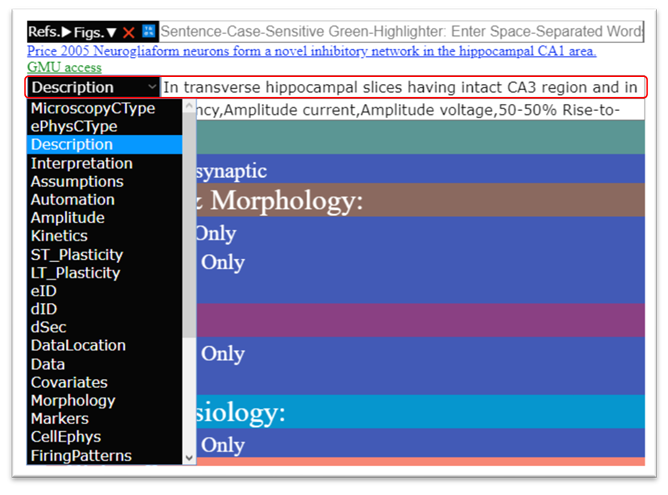 Refs.▶Figs.▼ Sentence-Case-Sensitive Green-Highlighter: Enter Space-Separated Words
Price 2005 Neurogliaform neurons form a novel inhibitory network in the hippocampal CA1 area.
GMU access
Description In transverse hippocampal slices having intact CA3 region and in
ncy,Amplitude current,Amplitude voltage,50-50% Rise-to-
MicroscopyCType
ePhysCType
Description
Interpretation
synaptic
Assumptions
Automation
& Morphology:
Amplitude
Kinetics
Only
ST_Plasticity
Only
LT_Plasticity
eID
dID
dSec
DataLocation
Only
Data
Covariates
Morphology
Markers
siology:
CellEphys
Only
FiringPatterns